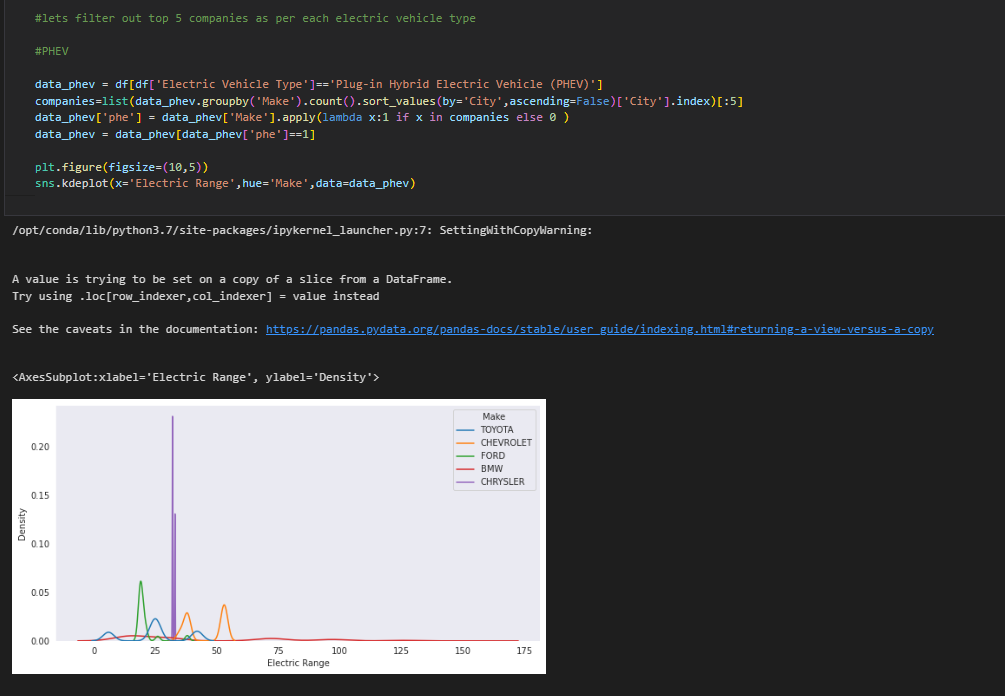 #lets filter out top 5 companies as per each electric vehicle type
#PHEV
data_phev = df[df['Electric Vehicle Type']=='Plug-in Hybrid Electric Vehicle (PHEV)']
companies=list(data_phev.groupby('Make').count().sort_values(by='City',ascending=False)['City'].index)[:5]
data_phev['phe'] = data_phev['Make'].apply(lambda x:1 if x in companies else 0 )
data_phev = data_phev[data_phev['phe']==1]
plt.figure(figsize=(10,5))
sns.kdeplot(x='Electric Range',hue='Make',data=data_phev)
/opt/conda/lib/python3.7/site-packages/ipykernel_launcher.py:7: SettingWithCopyWarning:
A value is trying to be set on a copy of a slice from a DataFrame.
Try using .loc[row_indexer,col_indexer] = value instead
See the caveats in the documentation: https://pandas.pydata.org/pandas-docs/stable/user_guide/indexing.html#returning-a-view-versus-a-copy
<AxesSubplot:xlabel='Electric Range', ylabel='Density'>
Make
TOYOTA
CHEVROLET
FORD
BMW
CHRYSLER
0.20
0.15
0.10
0.05
0.00
Density
0 25 50 75 100 125 150 175
Electric Range